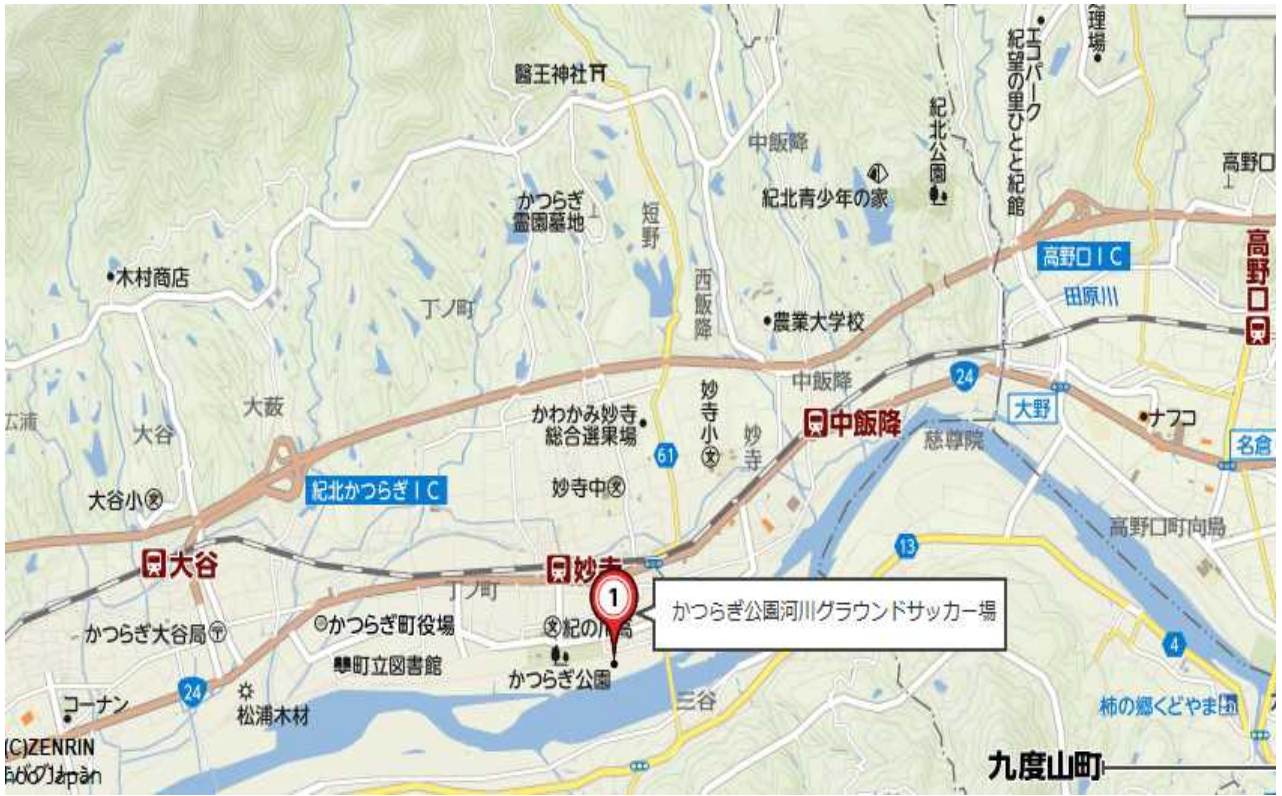 醫王神社
中飯降
紀北公園
エコパーク
紀望の里ひとと紀館
理場
高野口
紀北青少年の家
かつらぎ
霊園墓地
短野
木村商店
丁ノ町
西飯降
農業大学校
高野口IC
田原川
高野口
中飯降
24
大野
ナフコ
名倉
広浦
大谷
大薮
かわかみ妙寺
総合選果場
妙寺小
文
妙寺
中飯降
慈尊院
61
大谷小
文
紀北かつらぎIC
妙寺中
文
高野口町向島
13
大谷
妙寺
1
かつらぎ公園河川グラウンドサッカー場
丁ノ町
かつらぎ大谷局
かつらぎ町役場
文
紀の川高
町立図書館
かつらぎ公園
4
24
コーナン
松浦木材
三谷
柿の郷くどやま
九度山町
(C)ZENRIN